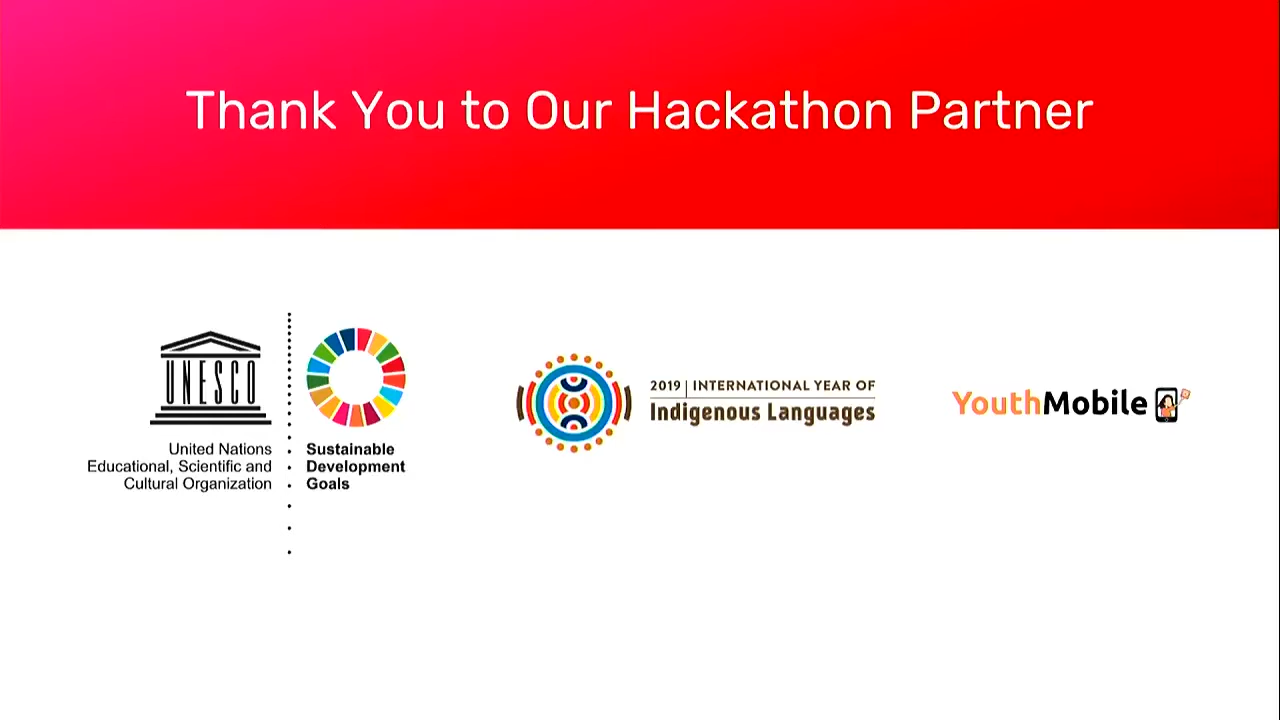 Thank You to Our Hackathon Partner
UNESCO
United Nations
Educational, Scientific and
Cultural Organization
Sustainable
Development
Goals
2019 | INTERNATIONAL YEAR OF
Indigenous Languages
YouthMobile